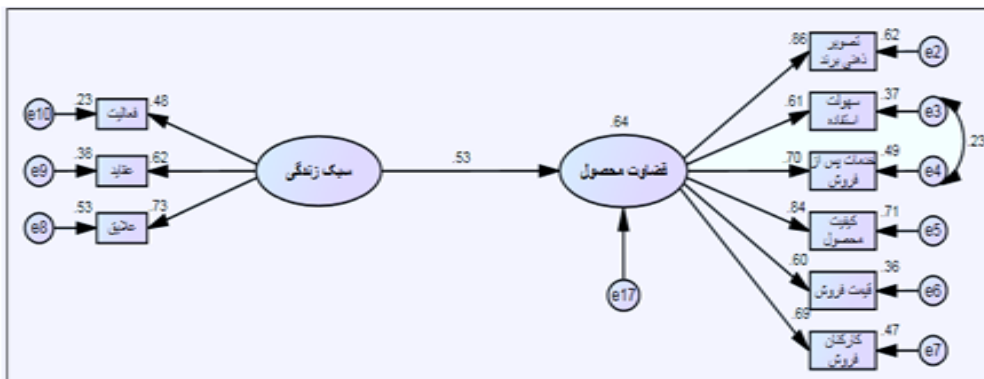 .86
تصویر
ذهنی برند
.62
e2
e10
.23
فعالیت
.48
.61
سهولت
استفاده
.37
e3
.64
.23
e9
.38
عقاید
.62
سبک زندگی
.53
قضاوت محصول
.70
خدمات پس از
فروش
.49
e4
e8
.53
علایق
.73
.84
کیفیت
محصول
.71
e5
.60
قیمت فروش
.36
e6
e17
.69
کارکنان
فروش
.47
e7